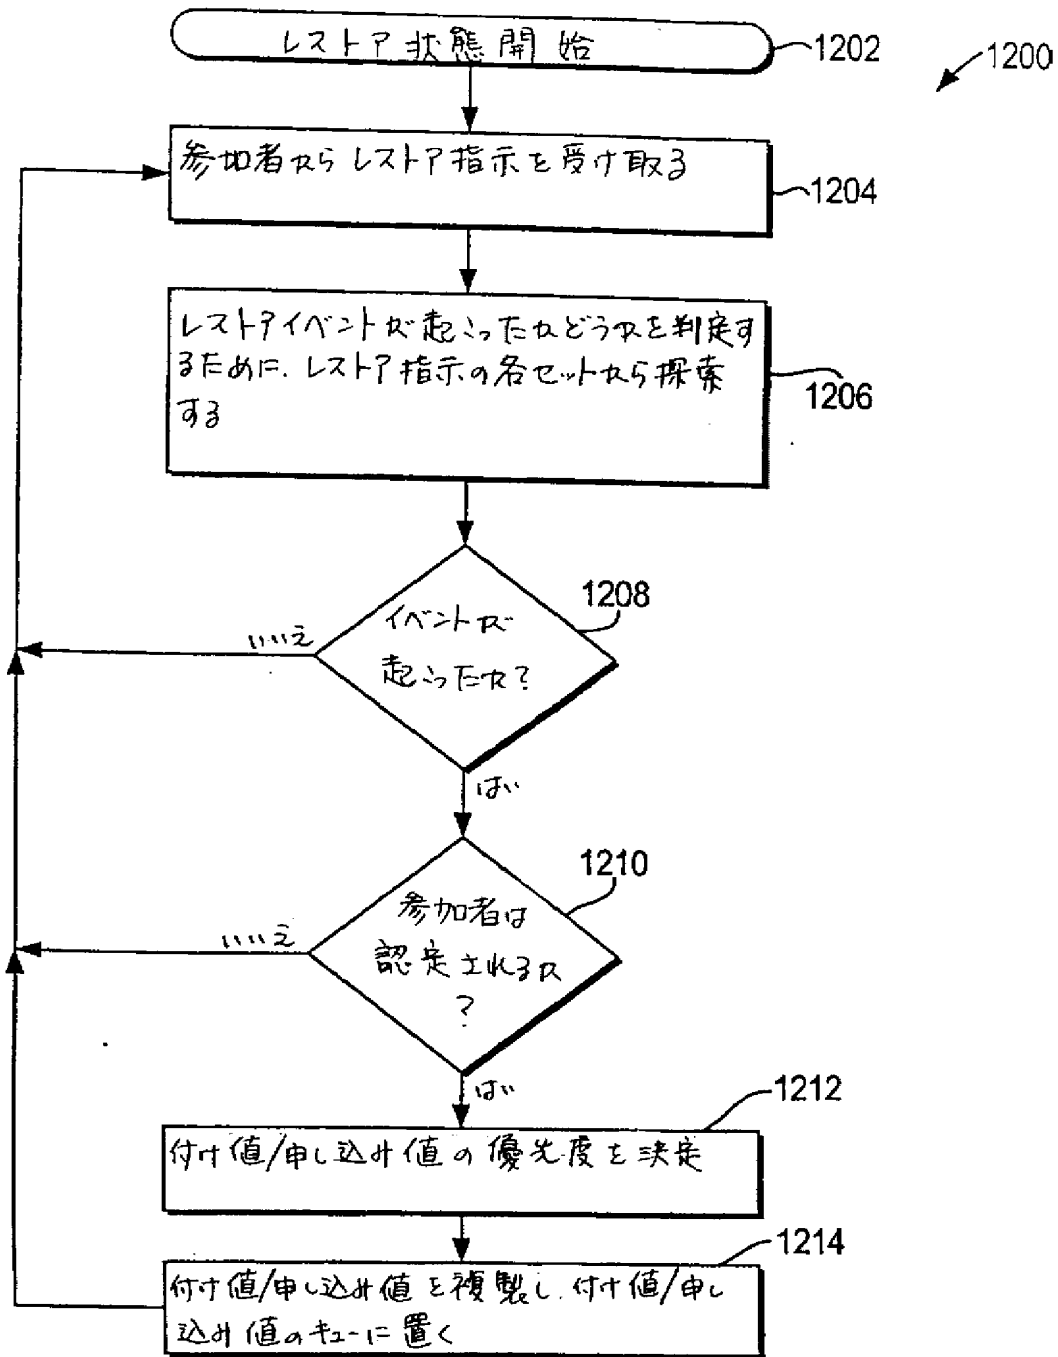 レストア状態開始
1202
1200
参加者からレストア指示を受け取る
1204
レストアイベントが起こったかどうかを判定す
るために、レストア指示の各セットから探索
する
1206
イベントが
起こったか?
1208
いいえ
はい
参加者は
認定されるか
?
1210
いいえ
はい
1212
付け値/申し込み値の優先度を決定
1214
付け値/申し込み値を複製し、付け値/申し
込み値のキューに置く